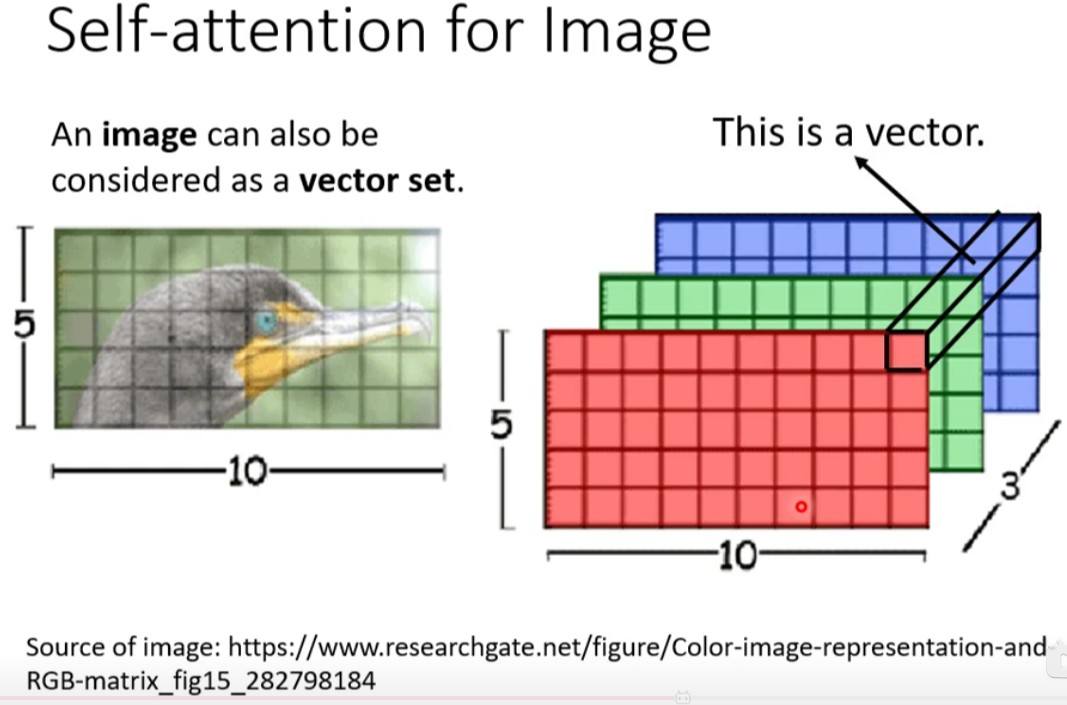 Self-attention for Image
An image can also be
considered as a vector set.
This is a vector.
5
10
5
10
3
Source of image: https://www.researchgate.net/figure/Color-image-representation-and-
RGB-matrix_fig15_282798184